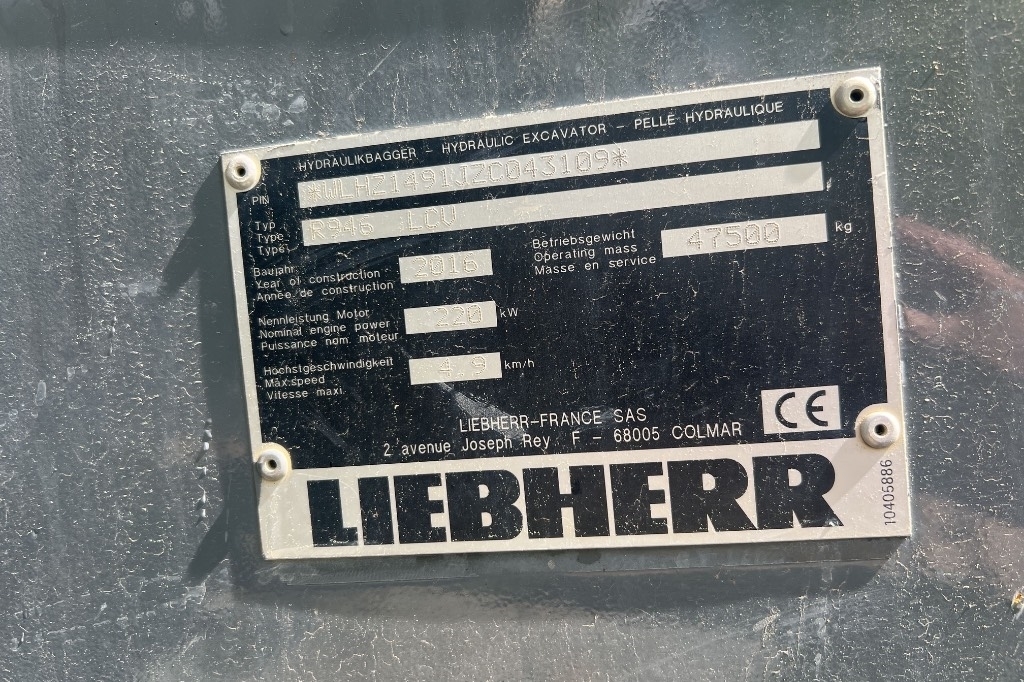 HYDRAULIKBAGGER - HYDRAULIC EXCAVATOR - PELLE HYDRAULIQUE
PIN *WLHZ1491JZC043109*
Typ
Type R946 LCV
Type
Baujahr
Year of construction 2016
Année de construction
Betriebsgewicht
Operating mass 47500 kg
Masse en service
Nennleistung Motor
Nominal engine power 220 kW
Puissance nom. moteur
Höchstgeschwindigkeit
Max.speed 4,9 km/h
Vitesse maxi.
CE
LIEBHERR-FRANCE SAS
2 avenue Joseph Rey F - 68005 COLMAR
LIEBHERR
10405886